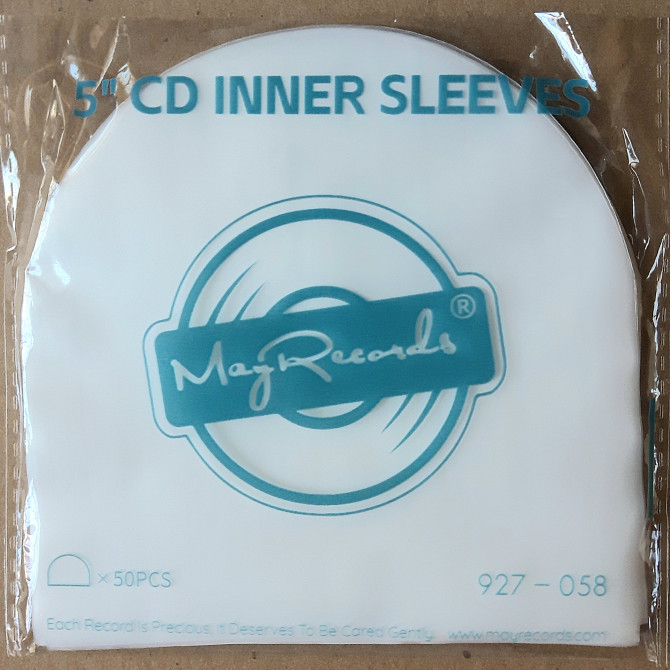 5" CD INNER SLEEVES
MayRecords®
× 50PCS
927 – 058
Each Record is Precious, It Deserves To Be Cared Gently. www.mayrecords.com